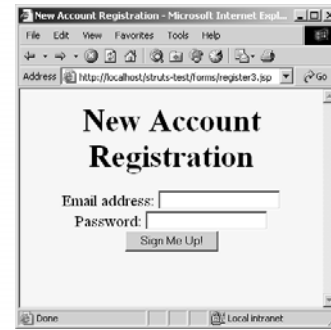 New Account Registration - Microsoft Internet Expl...
File Edit View Favorites Tools Help
Address http://localhost/struts-test/forms/register3.jsp Go
New Account
Registration
Email address:
Password:
Sign Me Up!
Done Local intranet